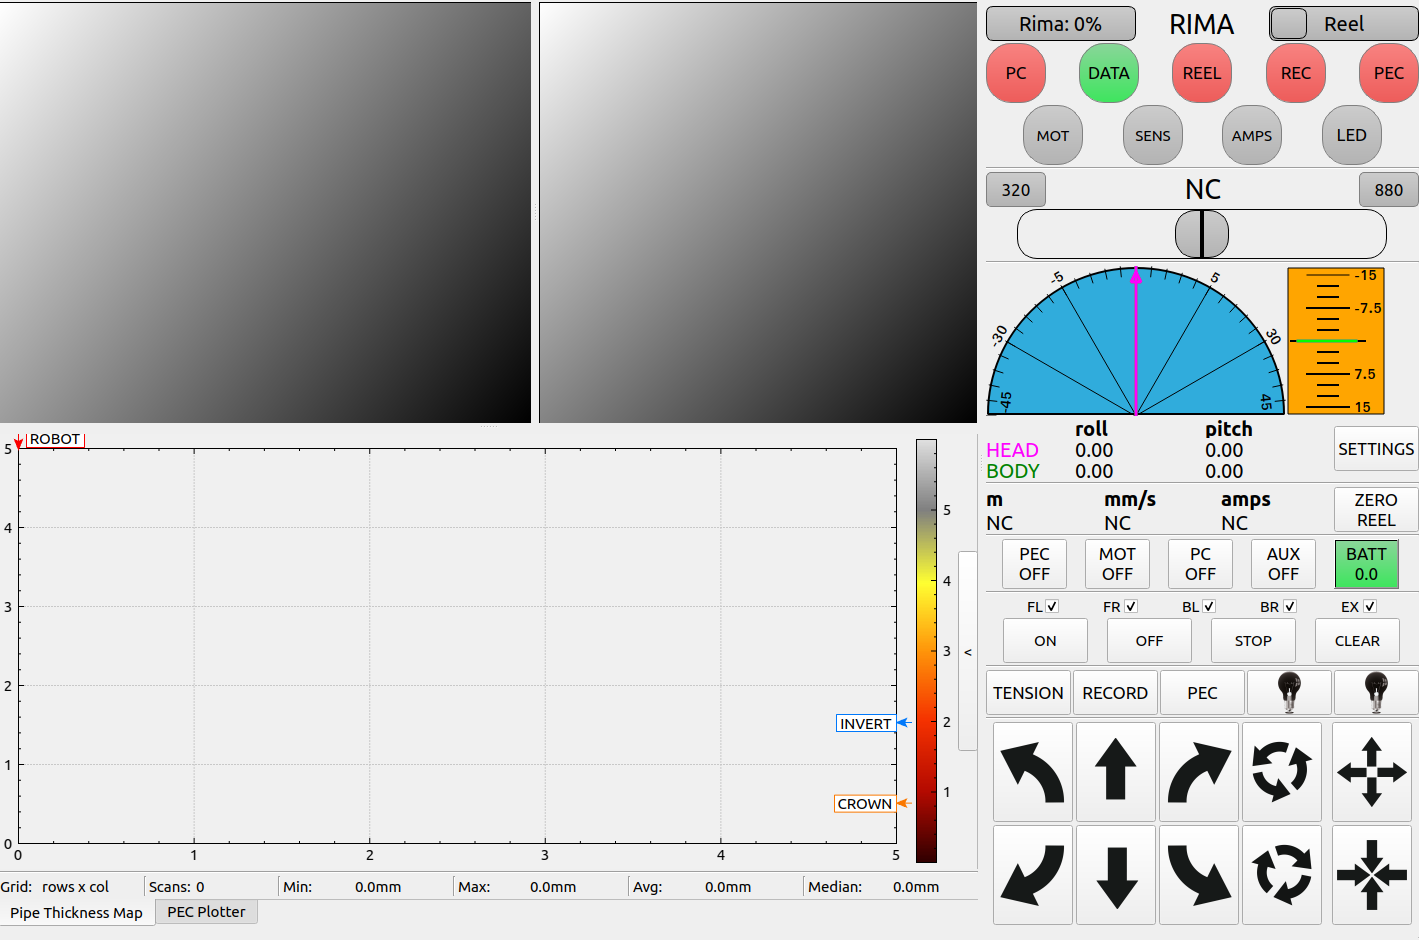 Rima: 0% RIMA Reel
PC DATA REEL REC PEC
MOT SENS AMPS LED
320 NC 880
-45 -30 -5 5 30 45
-15
-7.5
7.5
15
roll pitch
HEAD 0.00 0.00
BODY 0.00 0.00
SETTINGS
m mm/s amps
NC NC NC
ZERO
REEL
PEC
OFF
MOT
OFF
PC
OFF
AUX
OFF
BATT
0.0
FL FR BL BR EX
ON OFF STOP CLEAR
TENSION RECORD PEC
ROBOT
5
4
3
2
1
0
0 1 2 3 4 5
INVERT
CROWN
5
4
3
2
1
<
Grid: rows x col Scans: 0 Min: 0.0mm Max: 0.0mm Avg: 0.0mm Median: 0.0mm
Pipe Thickness Map PEC Plotter